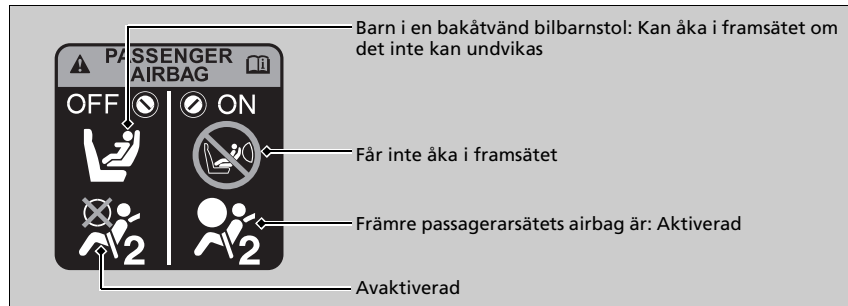 PASSENGER
AIRBAG
OFF
ON
2
2
Barn i en bakåtvänd bilbarnstol: Kan åka i framsätet om
det inte kan undvikas
Får inte åka i framsätet
Främre passagerarsätets airbag är: Aktiverad
Avaktiverad